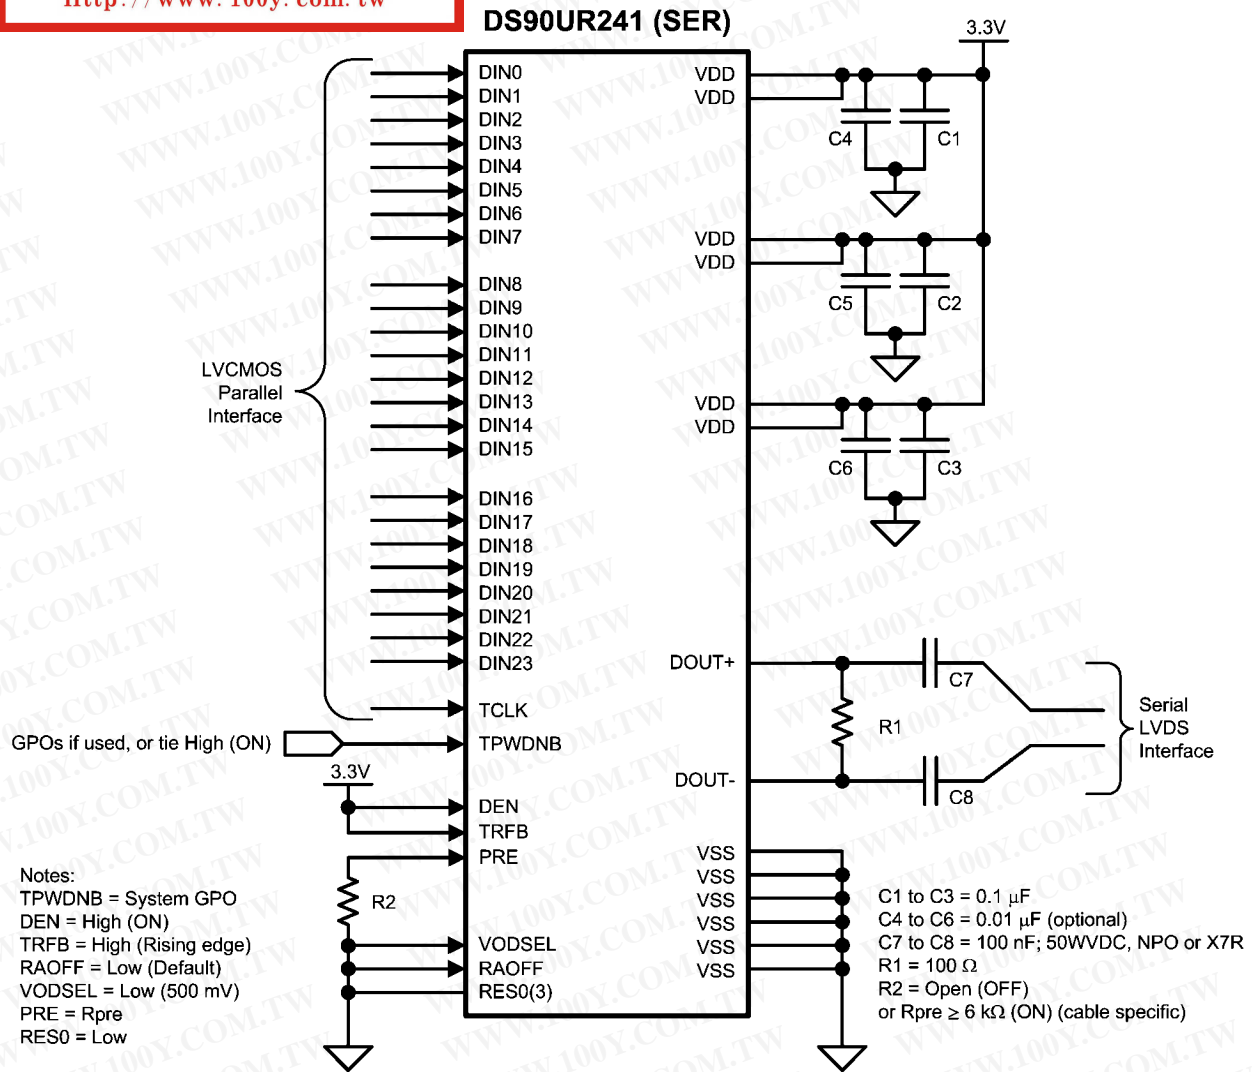 Http://www.100y.com.tw
DS90UR241 (SER)
3.3V
DIN0
DIN1
DIN2
DIN3
DIN4
DIN5
DIN6
DIN7
DIN8
DIN9
DIN10
DIN11
DIN12
DIN13
DIN14
DIN15
DIN16
DIN17
DIN18
DIN19
DIN20
DIN21
DIN22
DIN23
TCLK
TPWDNB
DEN
TRFB
PRE
VODSEL
RAOFF
RES0(3)
LVCMOS
Parallel
Interface
GPOs if used, or tie High (ON)
3.3V
R2
VDD
VDD
C4
C1
VDD
VDD
C5
C2
VDD
VDD
C6
C3
DOUT+
DOUT-
C7
R1
C8
Serial
LVDS
Interface
VSS
VSS
VSS
VSS
VSS
VSS
Notes:
TPWDNB = System GPO
DEN = High (ON)
TRFB = High (Rising edge)
RAOFF = Low (Default)
VODSEL = Low (500 mV)
PRE = Rpre
RES0 = Low
C1 to C3 = 0.1 µF
C4 to C6 = 0.01 µF (optional)
C7 to C8 = 100 nF; 50WVDC, NPO or X7R
R1 = 100 Ω
R2 = Open (OFF)
or Rpre ≥ 6 kΩ (ON) (cable specific)
WWW.100Y.COM.TW